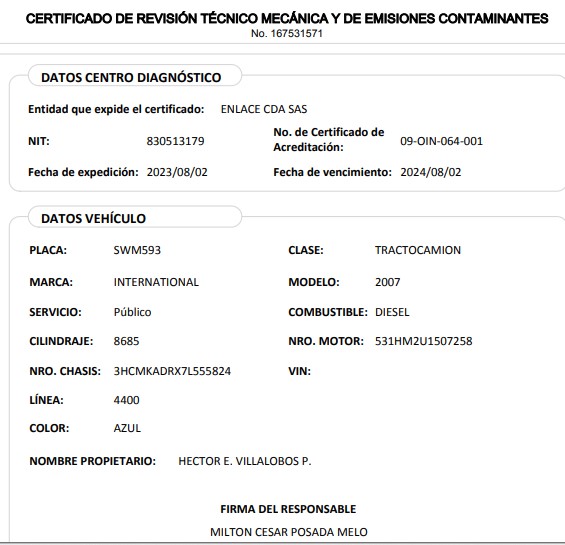 CERTIFICADO DE REVISIÓN TÉCNICO MECÁNICA Y DE EMISIONES CONTAMINANTES
No. 167531571
DATOS CENTRO DIAGNÓSTICO
Entidad que expide el certificado: ENLACE CDA SAS
NIT: 830513179 No. de Certificado de Acreditación: 09-OIN-064-001
Fecha de expedición: 2023/08/02 Fecha de vencimiento: 2024/08/02
DATOS VEHÍCULO
PLACA: SWM593 CLASE: TRACTOCAMION
MARCA: INTERNATIONAL MODELO: 2007
SERVICIO: Público COMBUSTIBLE: DIESEL
CILINDRAJE: 8685 NRO. MOTOR: 531HM2U1507258
NRO. CHASIS: 3HCMKADRX7L555824 VIN:
LÍNEA: 4400
COLOR: AZUL
NOMBRE PROPIETARIO: HECTOR E. VILLALOBOS P.
FIRMA DEL RESPONSABLE
MILTON CESAR POSADA MELO